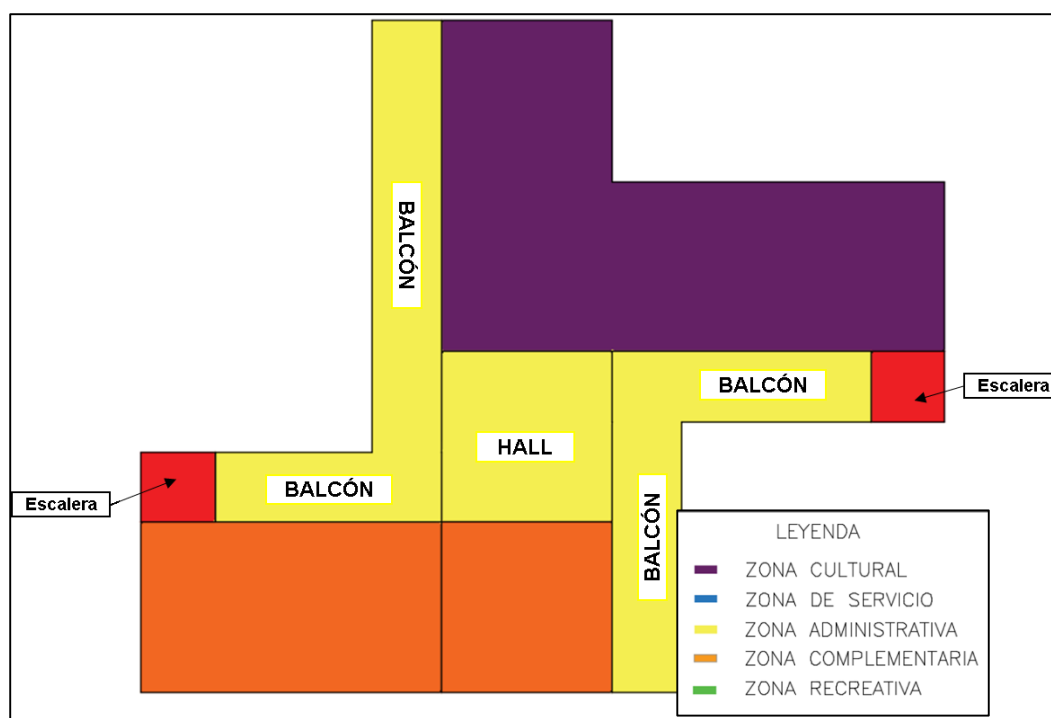 BALCÓN
BALCÓN
Escalera
HALL
BALCÓN
Escalera
BALCÓN
LEYENDA
ZONA CULTURAL
ZONA DE SERVICIO
ZONA ADMINISTRATIVA
ZONA COMPLEMENTARIA
ZONA RECREATIVA